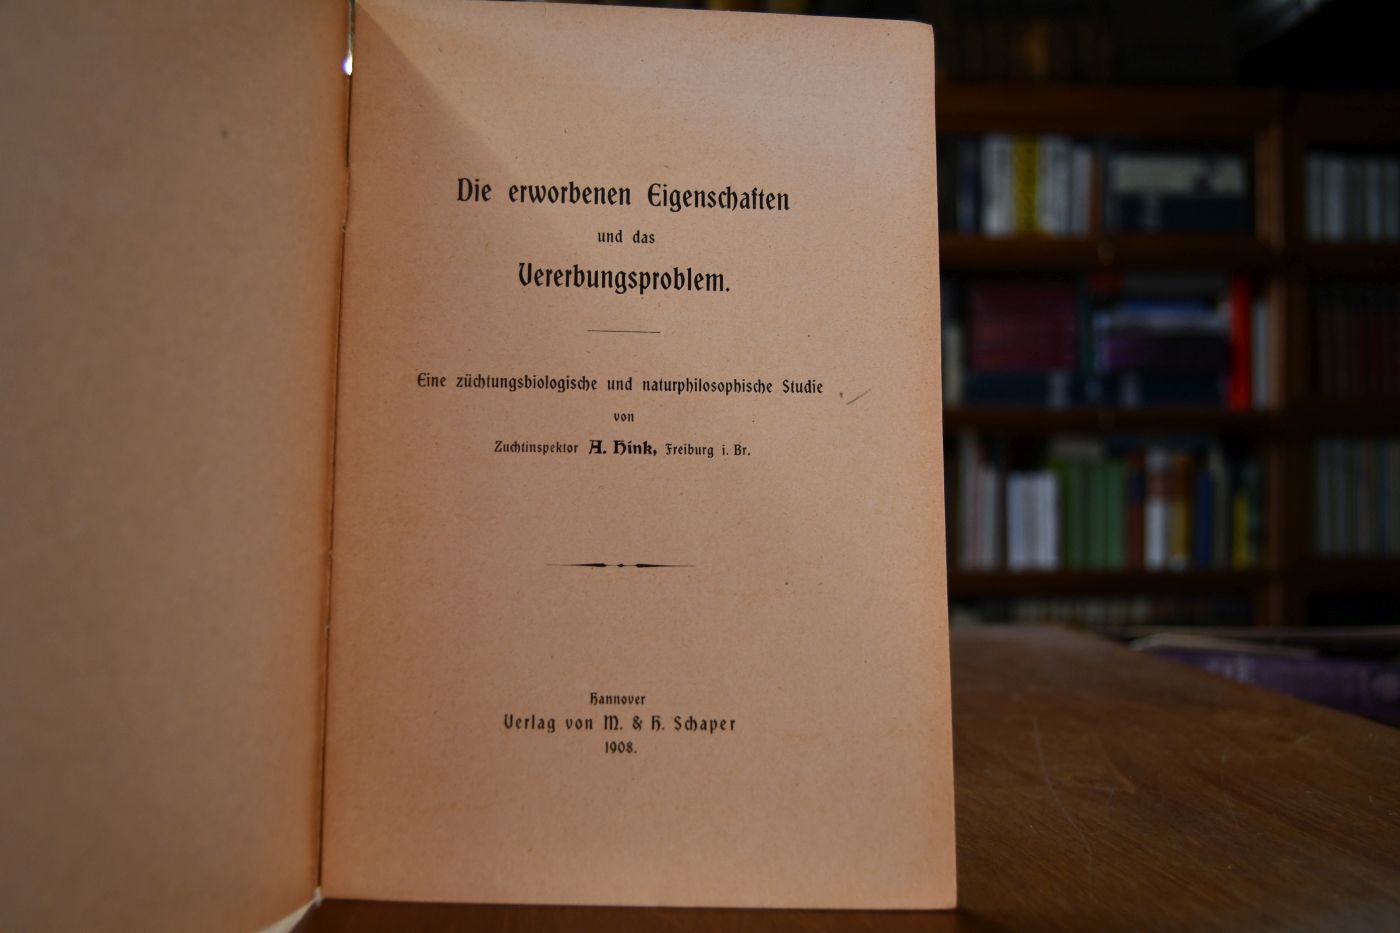 Die erworbenen Eigenschaften
und das
Vererbungsproblem.
Eine züchtungsbiologische und naturphilosophische Studie
von
Zuchtinspektor A. Hink, Freiburg i. Br.
Hannover
Verlag von M. & H. Schaper
1908.